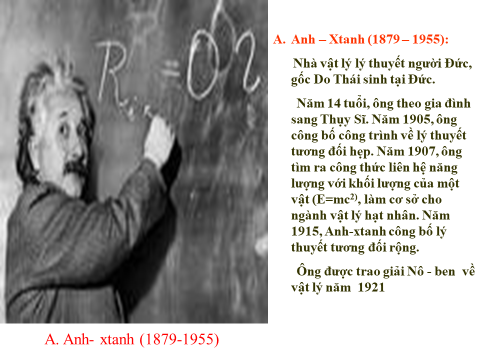 R = 0
A. Anh – Xtanh (1879 – 1955):
Nhà vật lý lý thuyết người Đức,
gốc Do Thái sinh tại Đức.
Năm 14 tuổi, ông theo gia đình
sang Thụy Sĩ. Năm 1905, ông
công bố công trình về lý thuyết
tương đối hẹp. Năm 1907, ông
tìm ra công thức liên hệ năng
lượng với khối lượng của một
vật (E=mc²), làm cơ sở cho
ngành vật lý hạt nhân. Năm
1915, Anh-xtanh công bố lý
thuyết tương đối rộng.
Ông được trao giải Nô - ben về
vật lý năm 1921
A. Anh- xtanh (1879-1955)